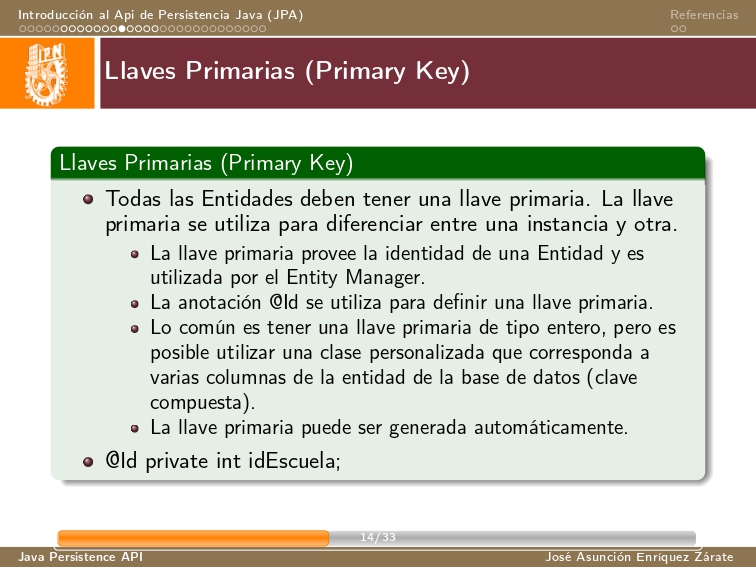 Introducción al Api de Persistencia Java (JPA)
Referencias
Llaves Primarias (Primary Key)
Llaves Primarias (Primary Key)
Todas las Entidades deben tener una llave primaria. La llave
primaria se utiliza para diferenciar entre una instancia y otra.
La llave primaria provee la identidad de una Entidad y es
utilizada por el Entity Manager.
La anotación @Id se utiliza para definir una llave primaria.
Lo común es tener una llave primaria de tipo entero, pero es
posible utilizar una clase personalizada que corresponda a
varias columnas de la entidad de la base de datos (clave
compuesta).
La llave primaria puede ser generada automáticamente.
@Id private int idEscuela;
14/33
Java Persistence API
José Asunción Enríquez Zárate